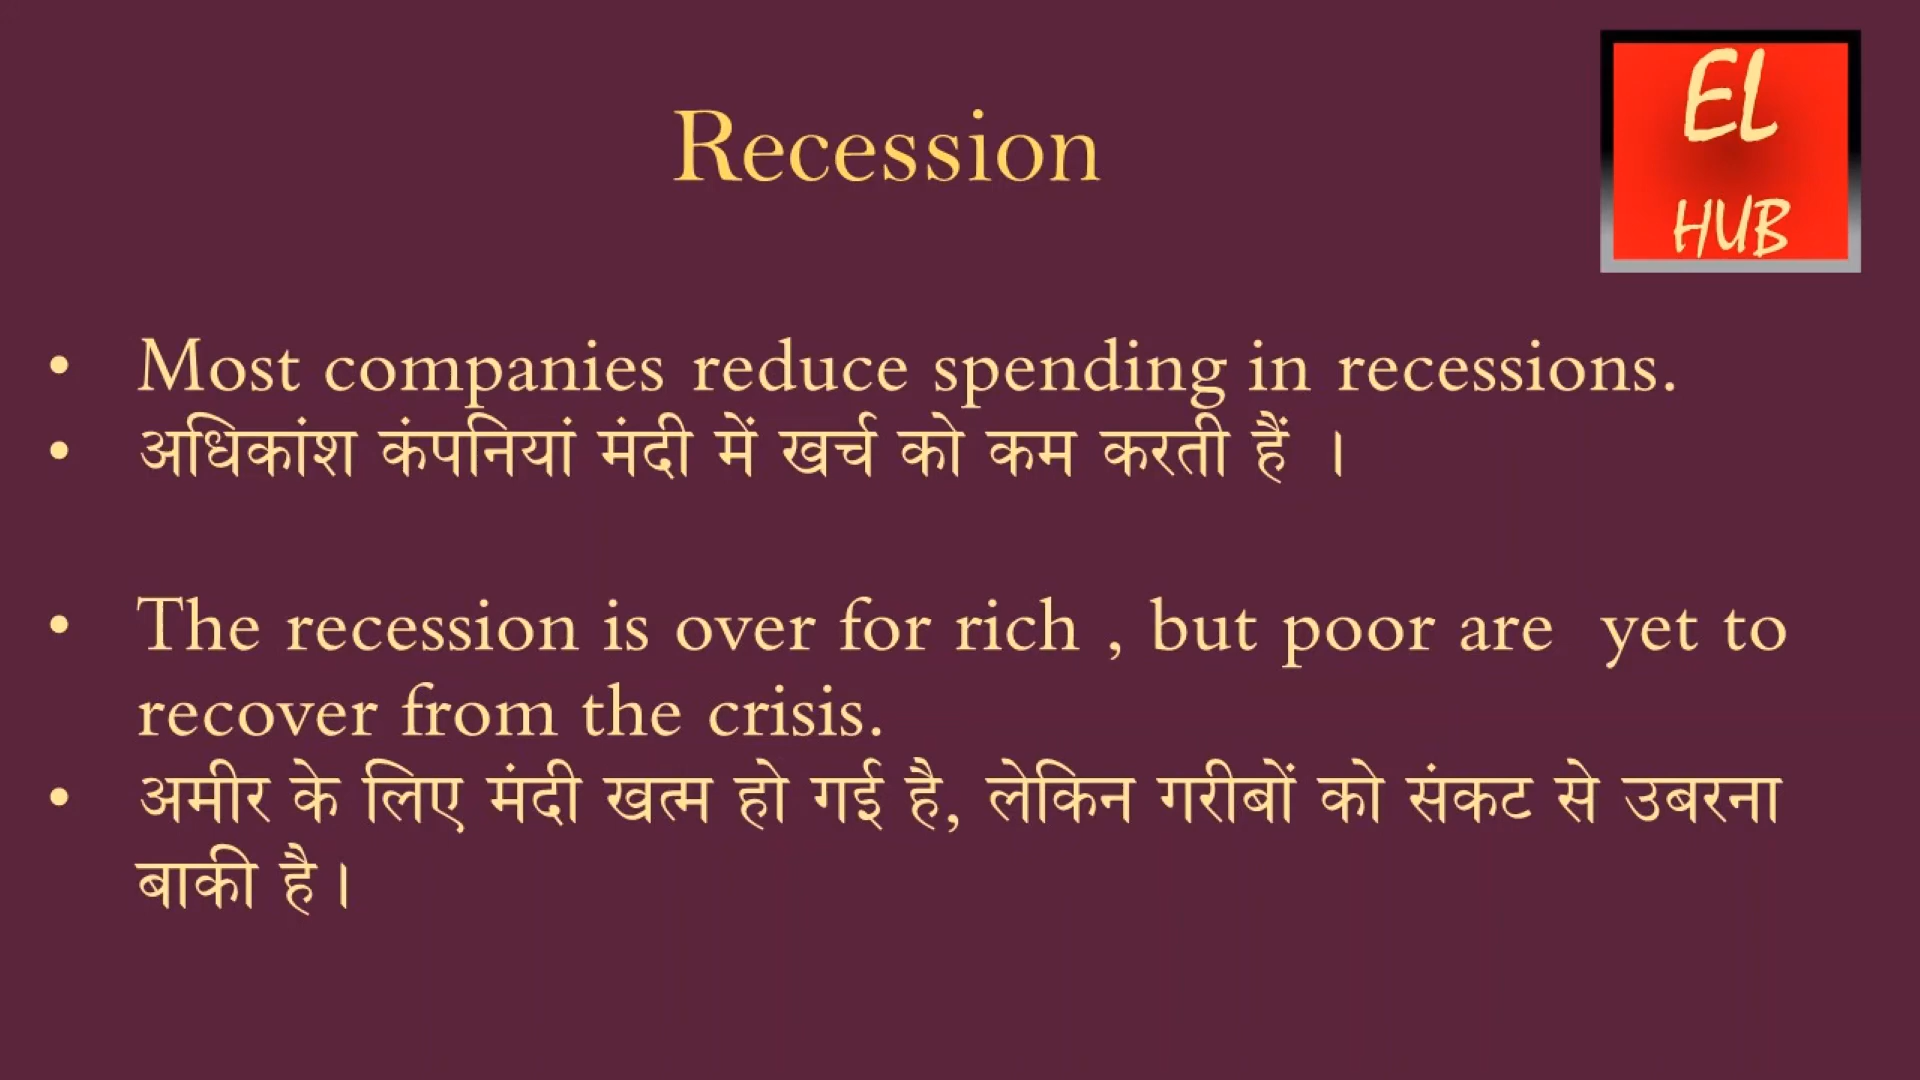 Recession
EL
HUB
• Most companies reduce spending in recessions.
• अधिकांश कंपनियां मंदी में खर्च को कम करती हैं ।
• The recession is over for rich , but poor are yet to
recover from the crisis.
• अमीर के लिए मंदी खत्म हो गई है, लेकिन गरीबों को संकट से उबरना
बाकी है।